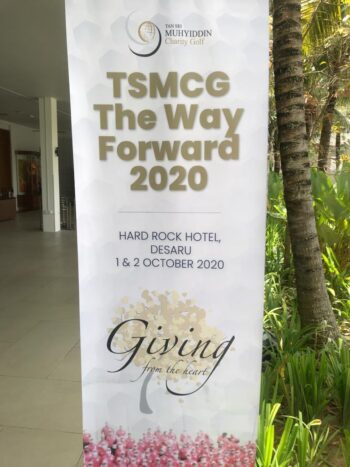 TAN SRI
MUHYIDDIN
Charity Golf
TSMCG
The Way
Forward
2020
HARD ROCK HOTEL,
DESARU
1 & 2 OCTOBER 2020
Giving
from the heart